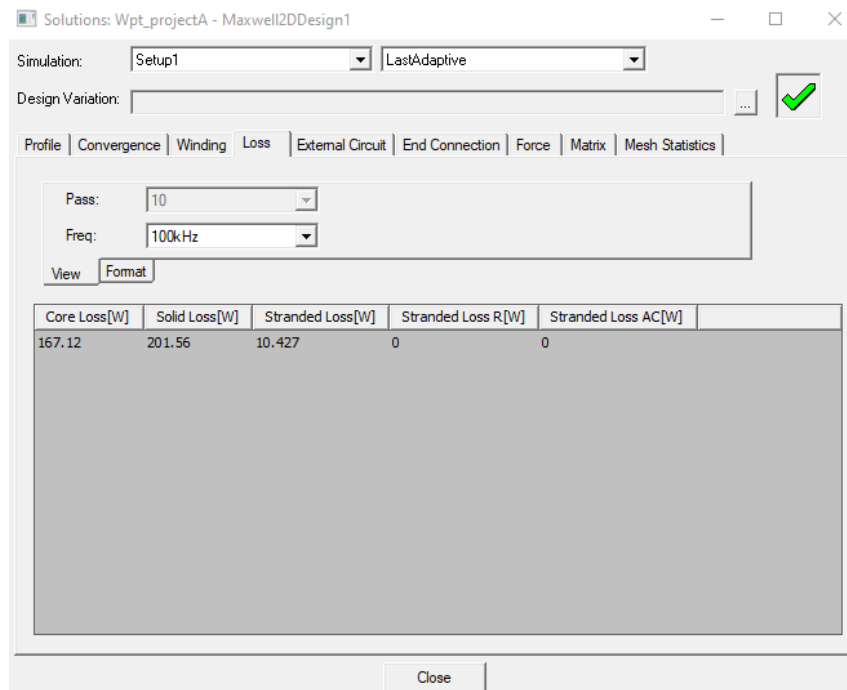 Solutions: Wpt_projectA - Maxwell2DDesign1
Simulation: Setup1 LastAdaptive
Design Variation: ...
Profile Convergence Winding Loss External Circuit End Connection Force Matrix Mesh Statistics
Pass: 10
Freq: 100kHz
View Format
Core Loss[W] Solid Loss[W] Stranded Loss[W] Stranded Loss R[W] Stranded Loss AC[W]
167.12 201.56 10.427 0 0
Close